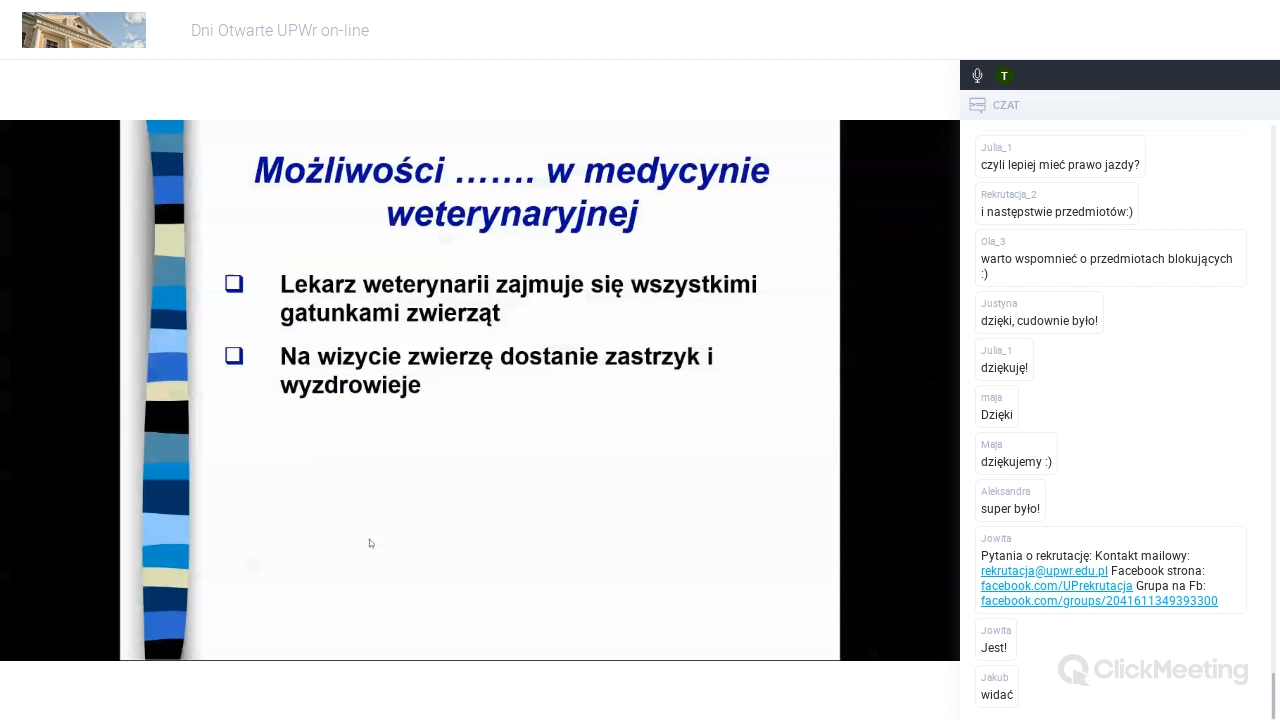 Dni Otwarte UPWr on-line
T
CZAT
Możliwości ……. w medycynie
weterynaryjnej
❑ Lekarz weterynarii zajmuje się wszystkimi
gatunkami zwierząt
❑ Na wizycie zwierzę dostanie zastrzyk i
wyzdrowieje
Julia_1
czyli lepiej mieć prawo jazdy?
Rekrutacja_2
i następstwie przedmiotów:)
Ola_3
warto wspomnieć o przedmiotach blokujących
:)
Justyna
dzięki, cudownie było!
Julia_1
dziękuję!
maja
Dzięki
Maja
dziękujemy :)
Aleksandra
super było!
Jowita
Pytania o rekrutację: Kontakt mailowy:
rekrutacja@upwr.edu.pl Facebook strona:
facebook.com/UPrekrutacja Grupa na Fb:
facebook.com/groups/2041611349393300
Jowita
Jest!
Jakub
widać
ClickMeeting